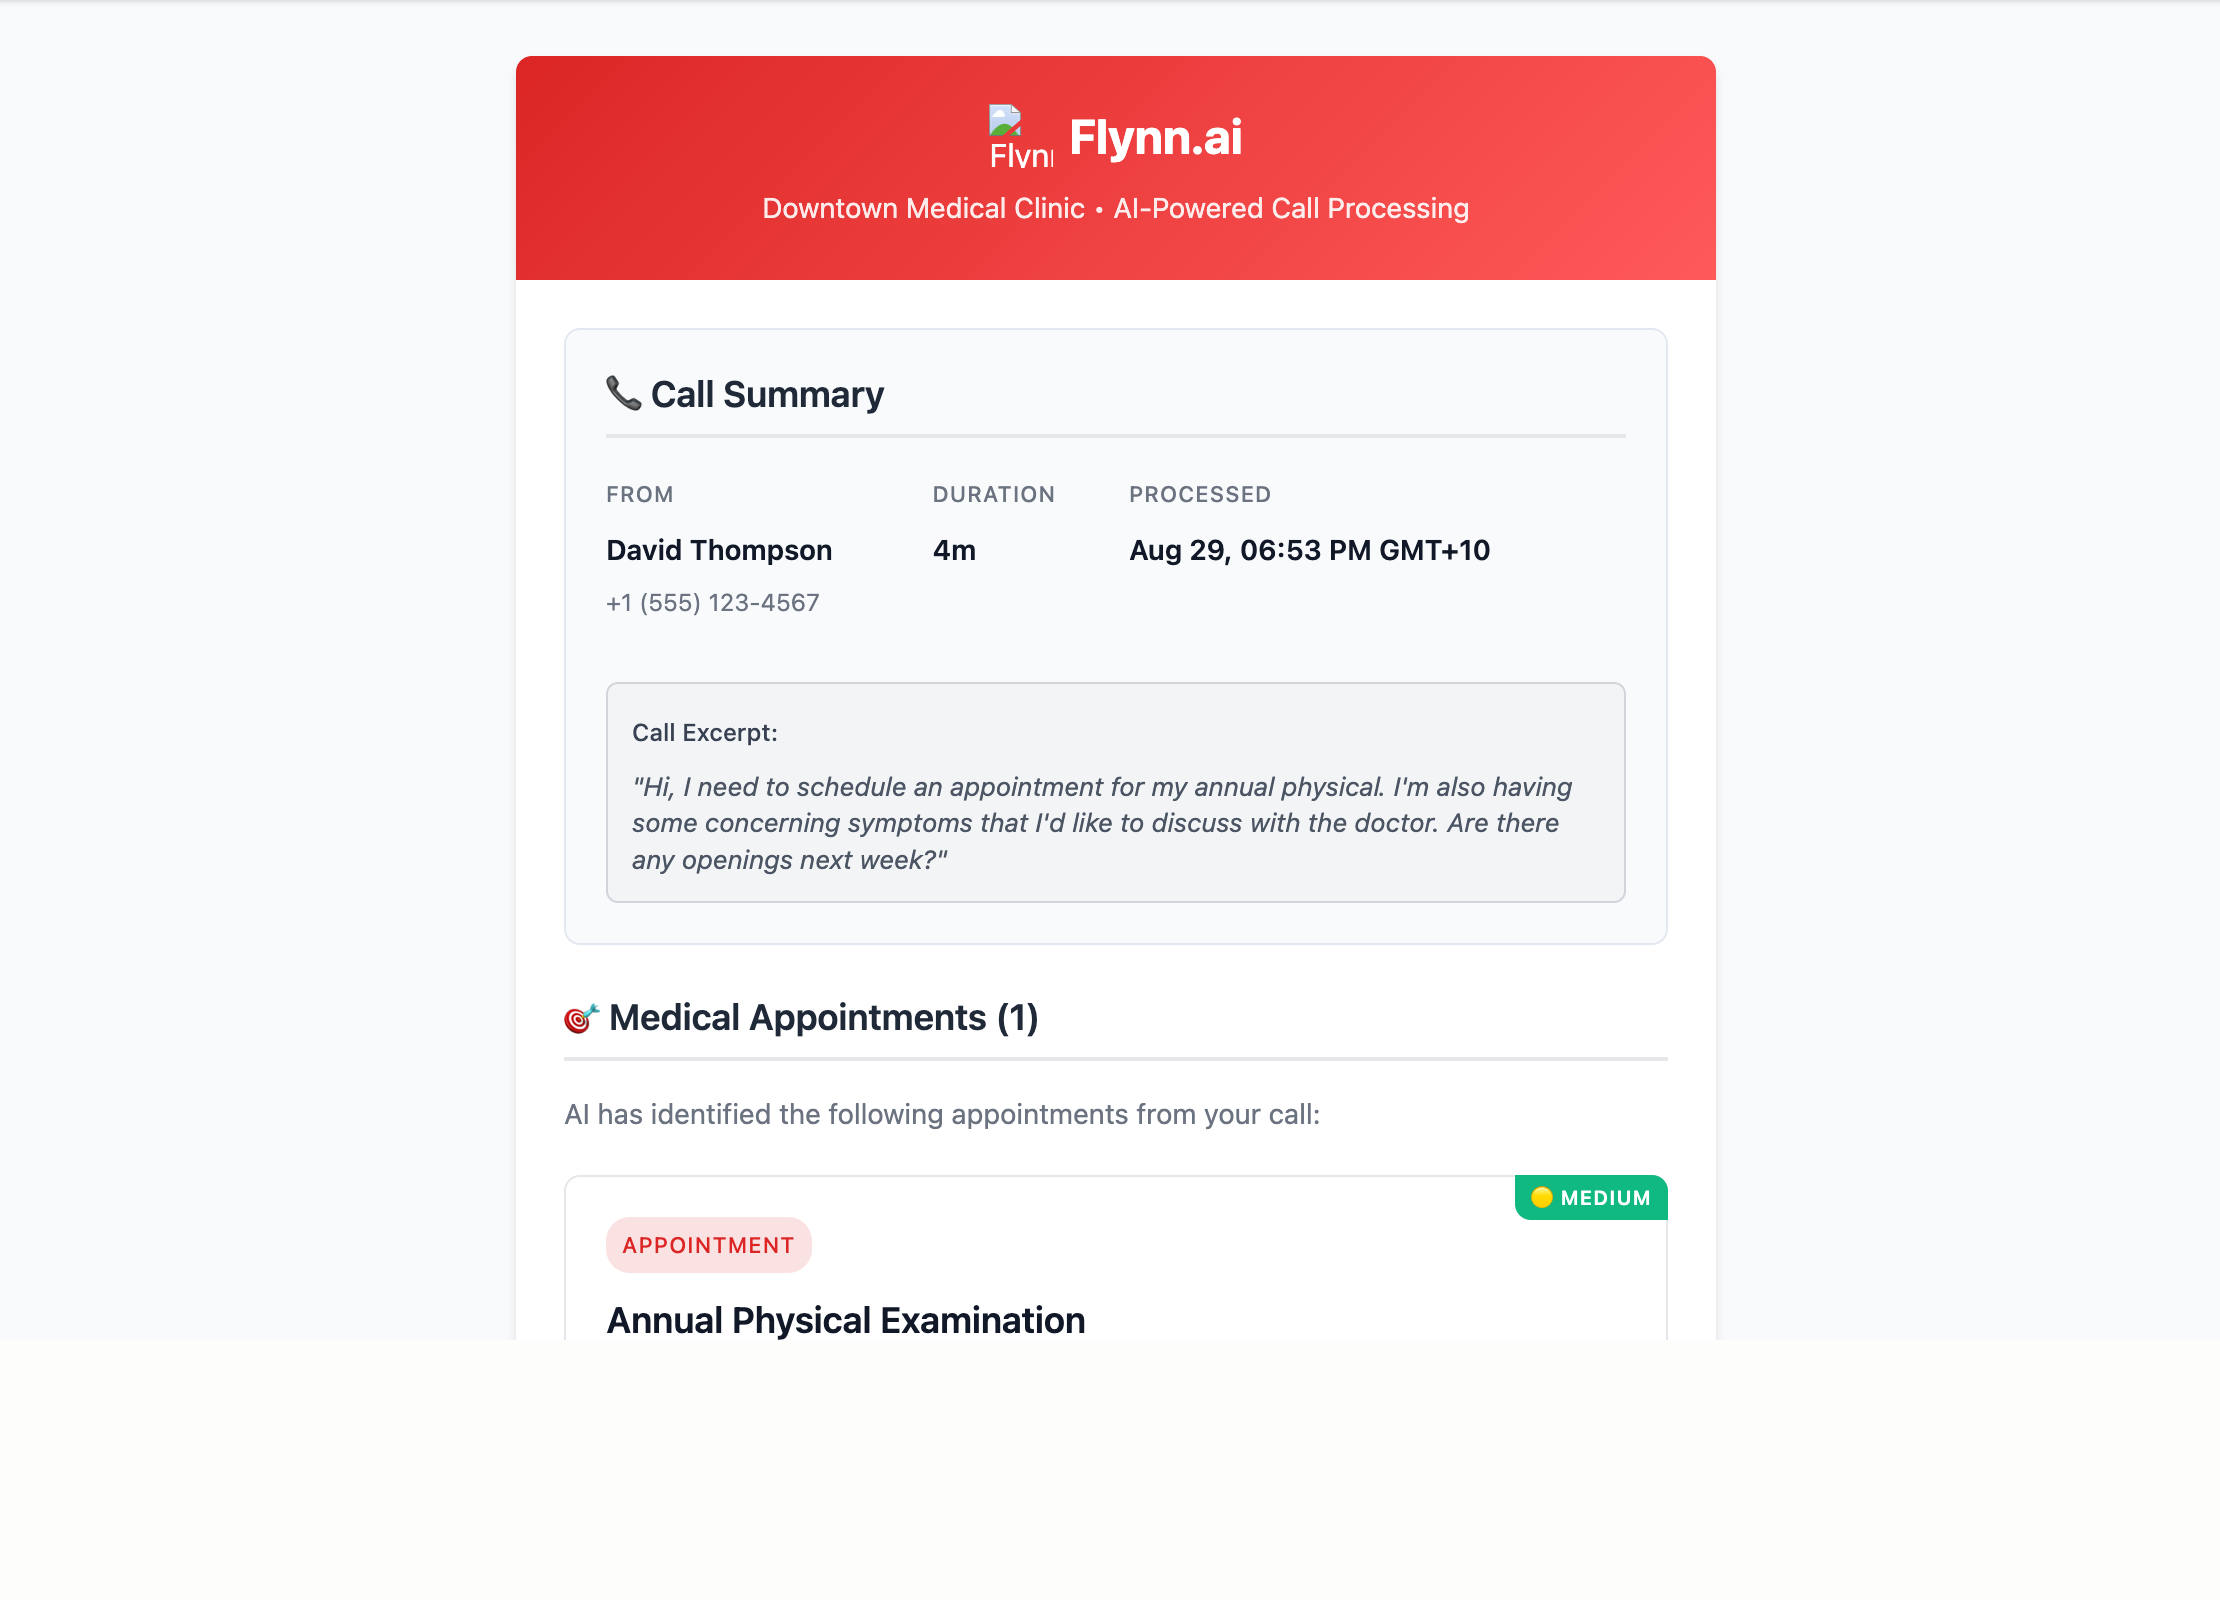 Flynn.ai
Downtown Medical Clinic • AI-Powered Call Processing
📞 Call Summary
FROM
DURATION
PROCESSED
David Thompson
4m
Aug 29, 06:53 PM GMT+10
+1 (555) 123-4567
Call Excerpt:
"Hi, I need to schedule an appointment for my annual physical. I'm also having
some concerning symptoms that I'd like to discuss with the doctor. Are there
any openings next week?"
🎯 Medical Appointments (1)
AI has identified the following appointments from your call:
🟡 MEDIUM
APPOINTMENT
Annual Physical Examination